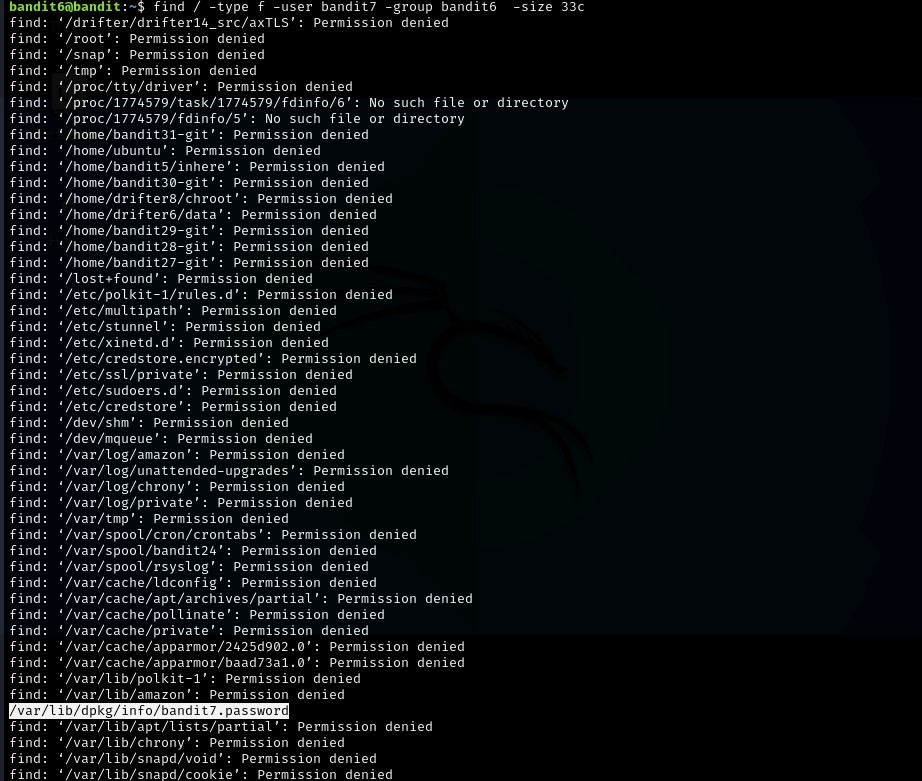 bandit6@bandit:~$ find / -type f -user bandit7 -group bandit6  -size 33c
find: ‘/drifter/drifter14_src/axTLS’: Permission denied
find: ‘/root’: Permission denied
find: ‘/snap’: Permission denied
find: ‘/tmp’: Permission denied
find: ‘/proc/tty/driver’: Permission denied
find: ‘/proc/1774579/task/1774579/fdinfo/6’: No such file or directory
find: ‘/proc/1774579/fdinfo/5’: No such file or directory
find: ‘/home/bandit31-git’: Permission denied
find: ‘/home/ubuntu’: Permission denied
find: ‘/home/bandit5/inhere’: Permission denied
find: ‘/home/bandit30-git’: Permission denied
find: ‘/home/drifter8/chroot’: Permission denied
find: ‘/home/drifter6/data’: Permission denied
find: ‘/home/bandit29-git’: Permission denied
find: ‘/home/bandit28-git’: Permission denied
find: ‘/home/bandit27-git’: Permission denied
find: ‘/lost+found’: Permission denied
find: ‘/etc/polkit-1/rules.d’: Permission denied
find: ‘/etc/multipath’: Permission denied
find: ‘/etc/stunnel’: Permission denied
find: ‘/etc/xinetd.d’: Permission denied
find: ‘/etc/credstore.encrypted’: Permission denied
find: ‘/etc/ssl/private’: Permission denied
find: ‘/etc/sudoers.d’: Permission denied
find: ‘/etc/credstore’: Permission denied
find: ‘/dev/shm’: Permission denied
find: ‘/dev/mqueue’: Permission denied
find: ‘/var/log/amazon’: Permission denied
find: ‘/var/log/unattended-upgrades’: Permission denied
find: ‘/var/log/chrony’: Permission denied
find: ‘/var/log/private’: Permission denied
find: ‘/var/tmp’: Permission denied
find: ‘/var/spool/cron/crontabs’: Permission denied
find: ‘/var/spool/bandit24’: Permission denied
find: ‘/var/spool/rsyslog’: Permission denied
find: ‘/var/cache/ldconfig’: Permission denied
find: ‘/var/cache/apt/archives/partial’: Permission denied
find: ‘/var/cache/pollinate’: Permission denied
find: ‘/var/cache/private’: Permission denied
find: ‘/var/cache/apparmor/2425d902.0’: Permission denied
find: ‘/var/cache/apparmor/baad73a1.0’: Permission denied
find: ‘/var/lib/polkit-1’: Permission denied
find: ‘/var/lib/amazon’: Permission denied
/var/lib/dpkg/info/bandit7.password
find: ‘/var/lib/apt/lists/partial’: Permission denied
find: ‘/var/lib/chrony’: Permission denied
find: ‘/var/lib/snapd/void’: Permission denied
find: ‘/var/lib/snapd/cookie’: Permission denied